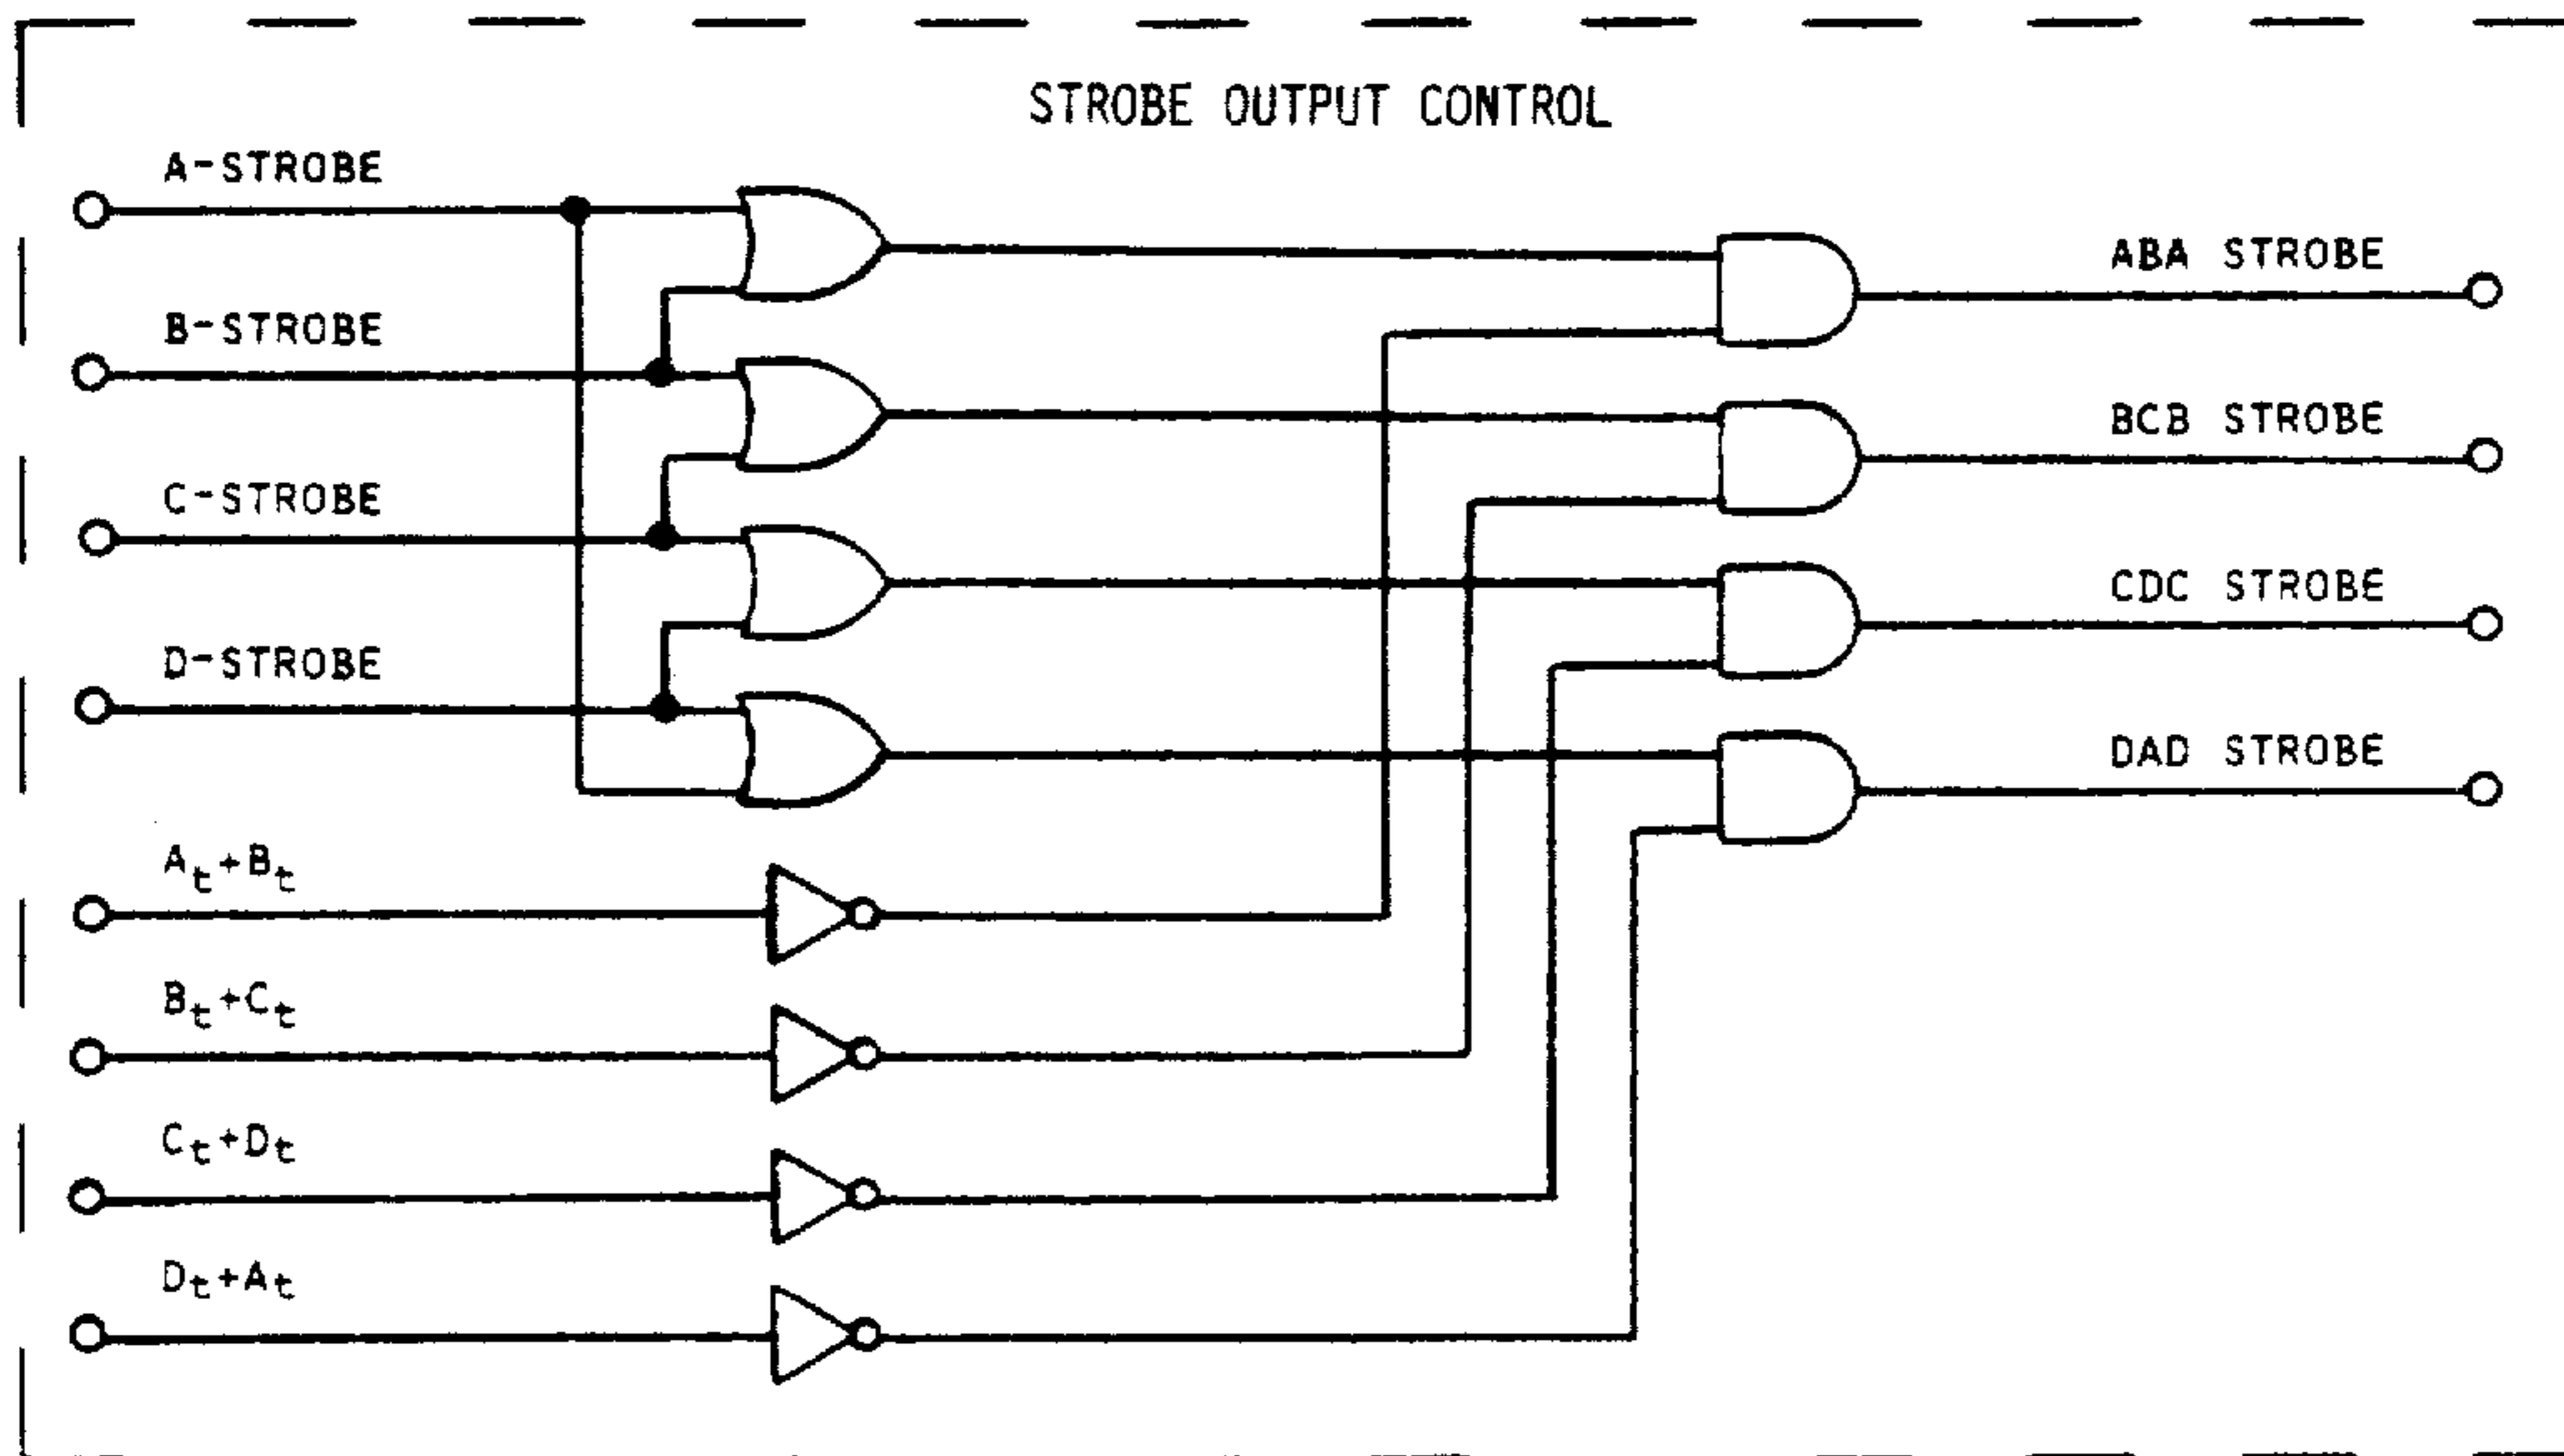 STROBE OUTPUT CONTROL
A-STROBE
ABA STROBE
B-STROBE
BCB STROBE
C-STROBE
CDC STROBE
D-STROBE
DAD STROBE
Aₜ+Bₜ
Bₜ+Cₜ
Cₜ+Dₜ
Dₜ+Aₜ